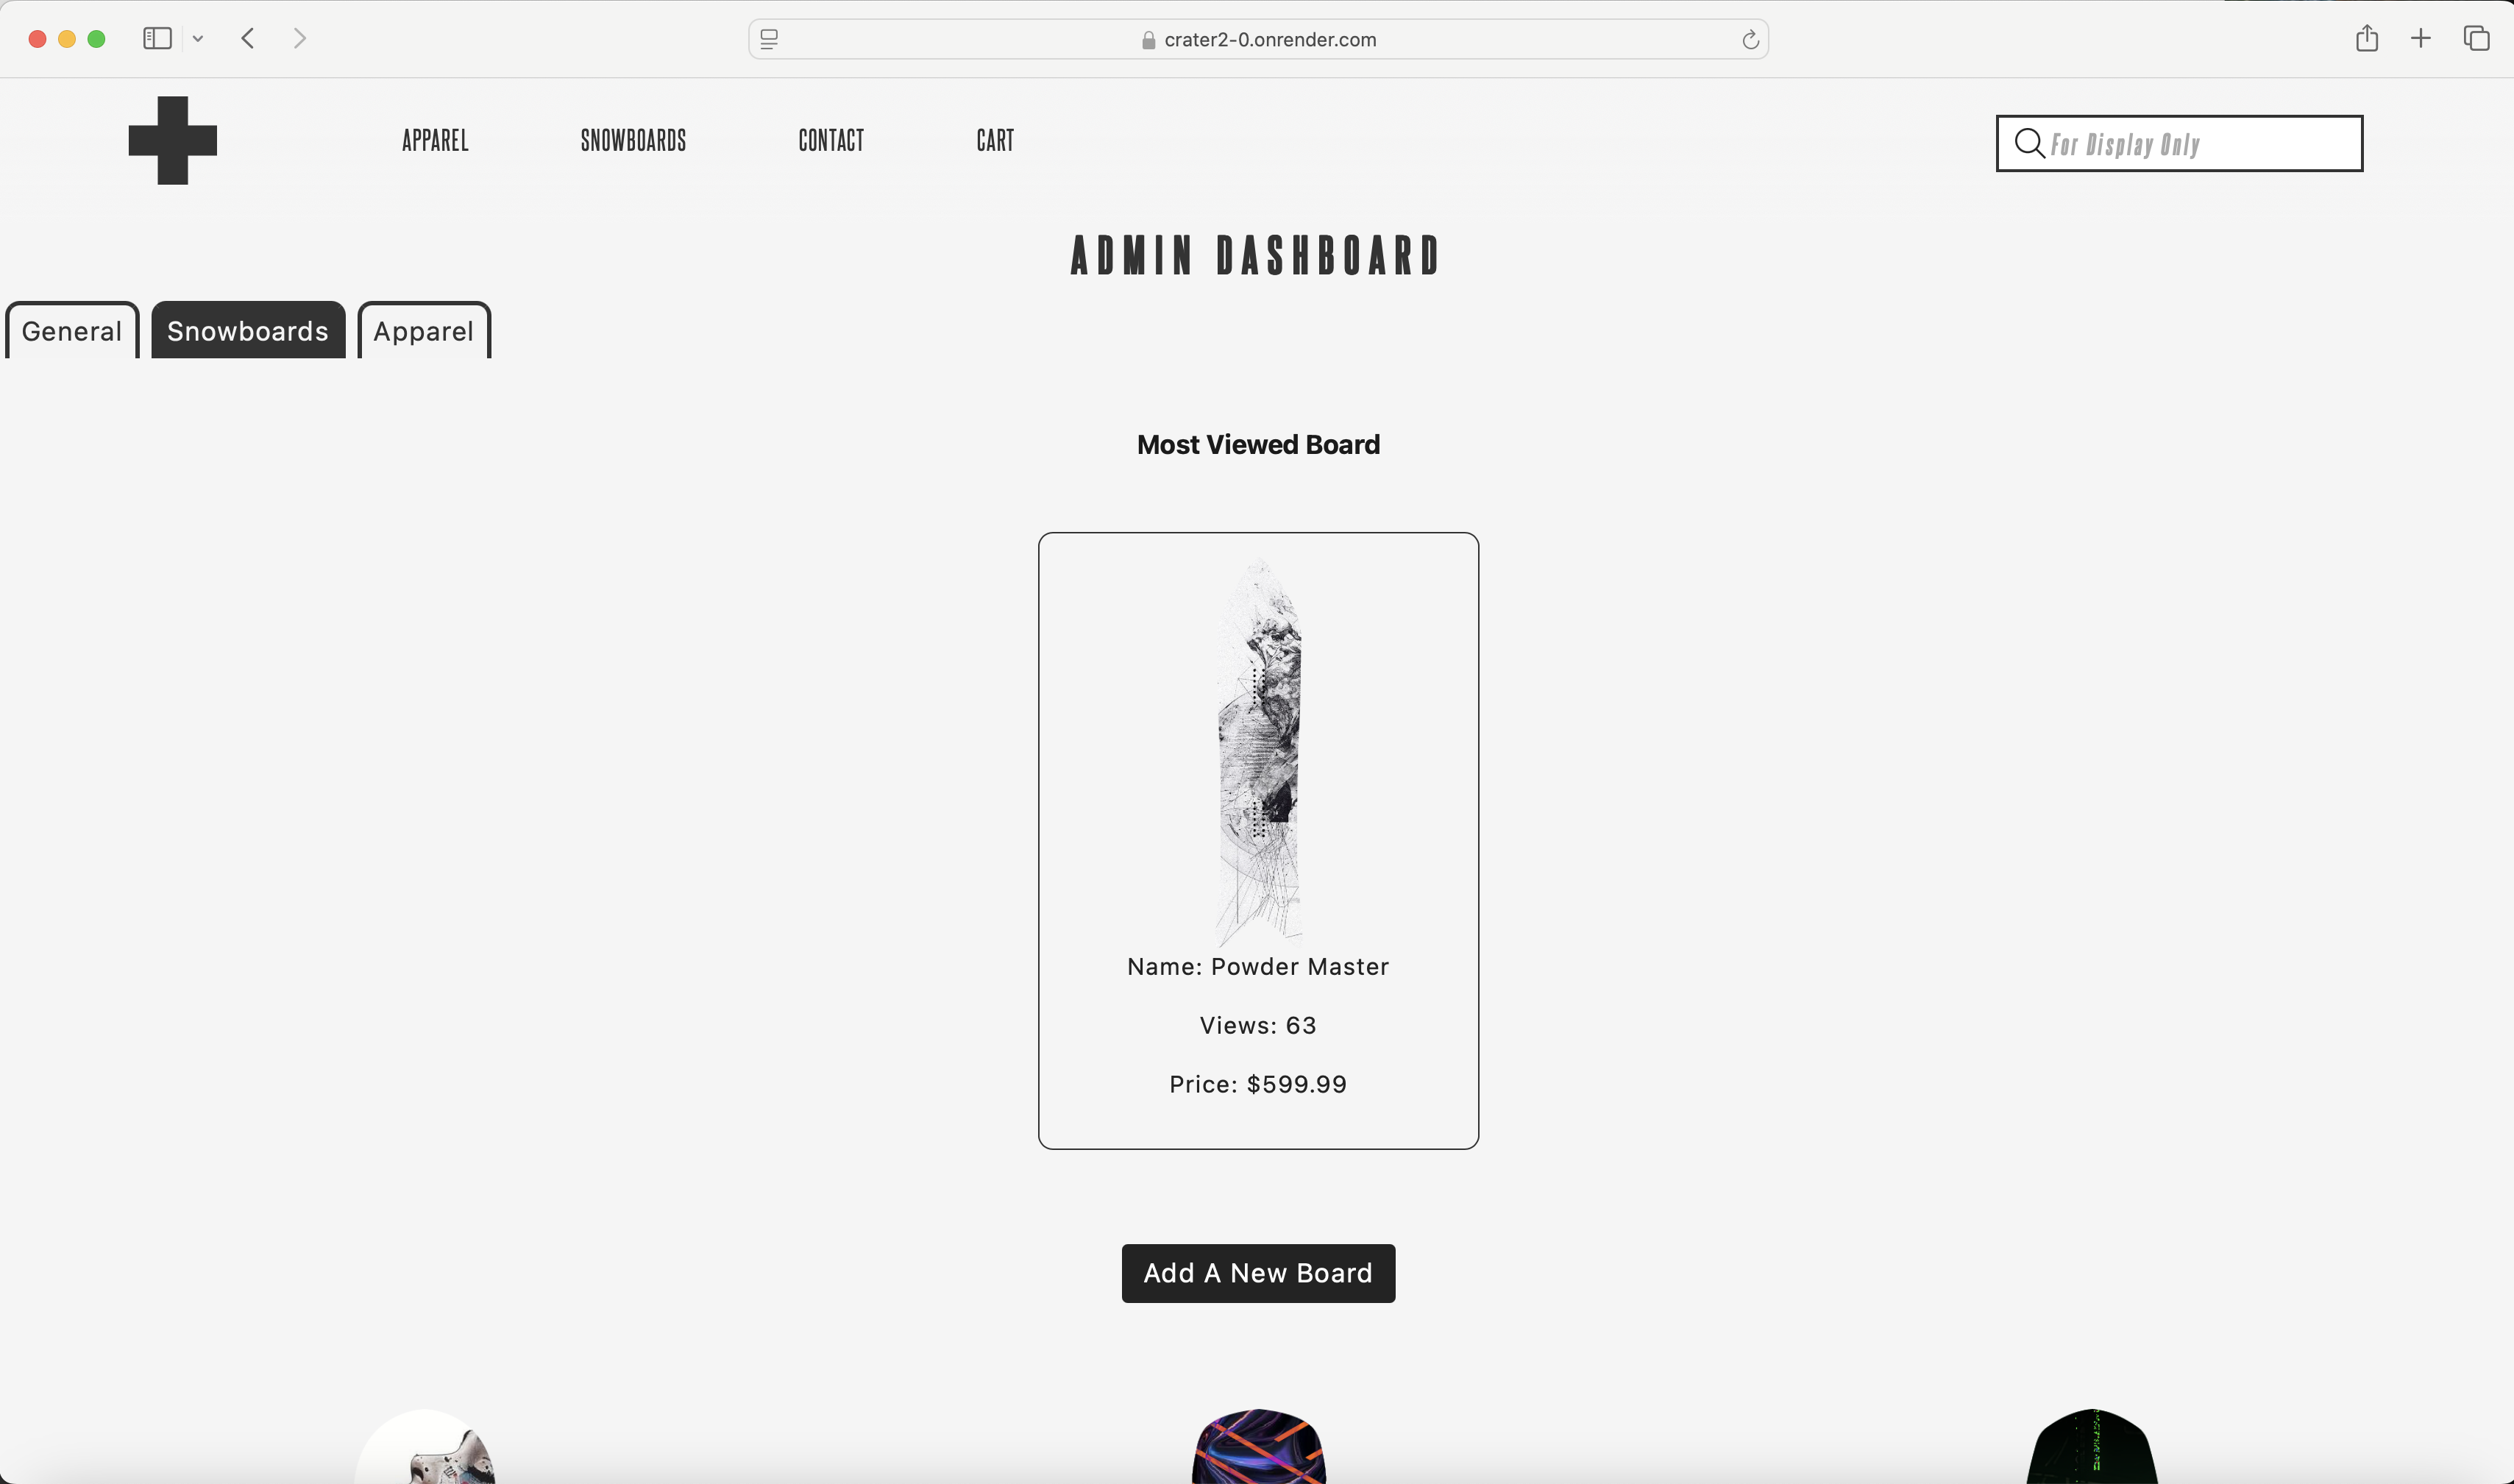 crater2-0.onrender.com
APPAREL SNOWBOARDS CONTACT CART For Display Only
ADMIN DASHBOARD
General Snowboards Apparel
Most Viewed Board
Name: Powder Master
Views: 63
Price: $599.99
Add A New Board